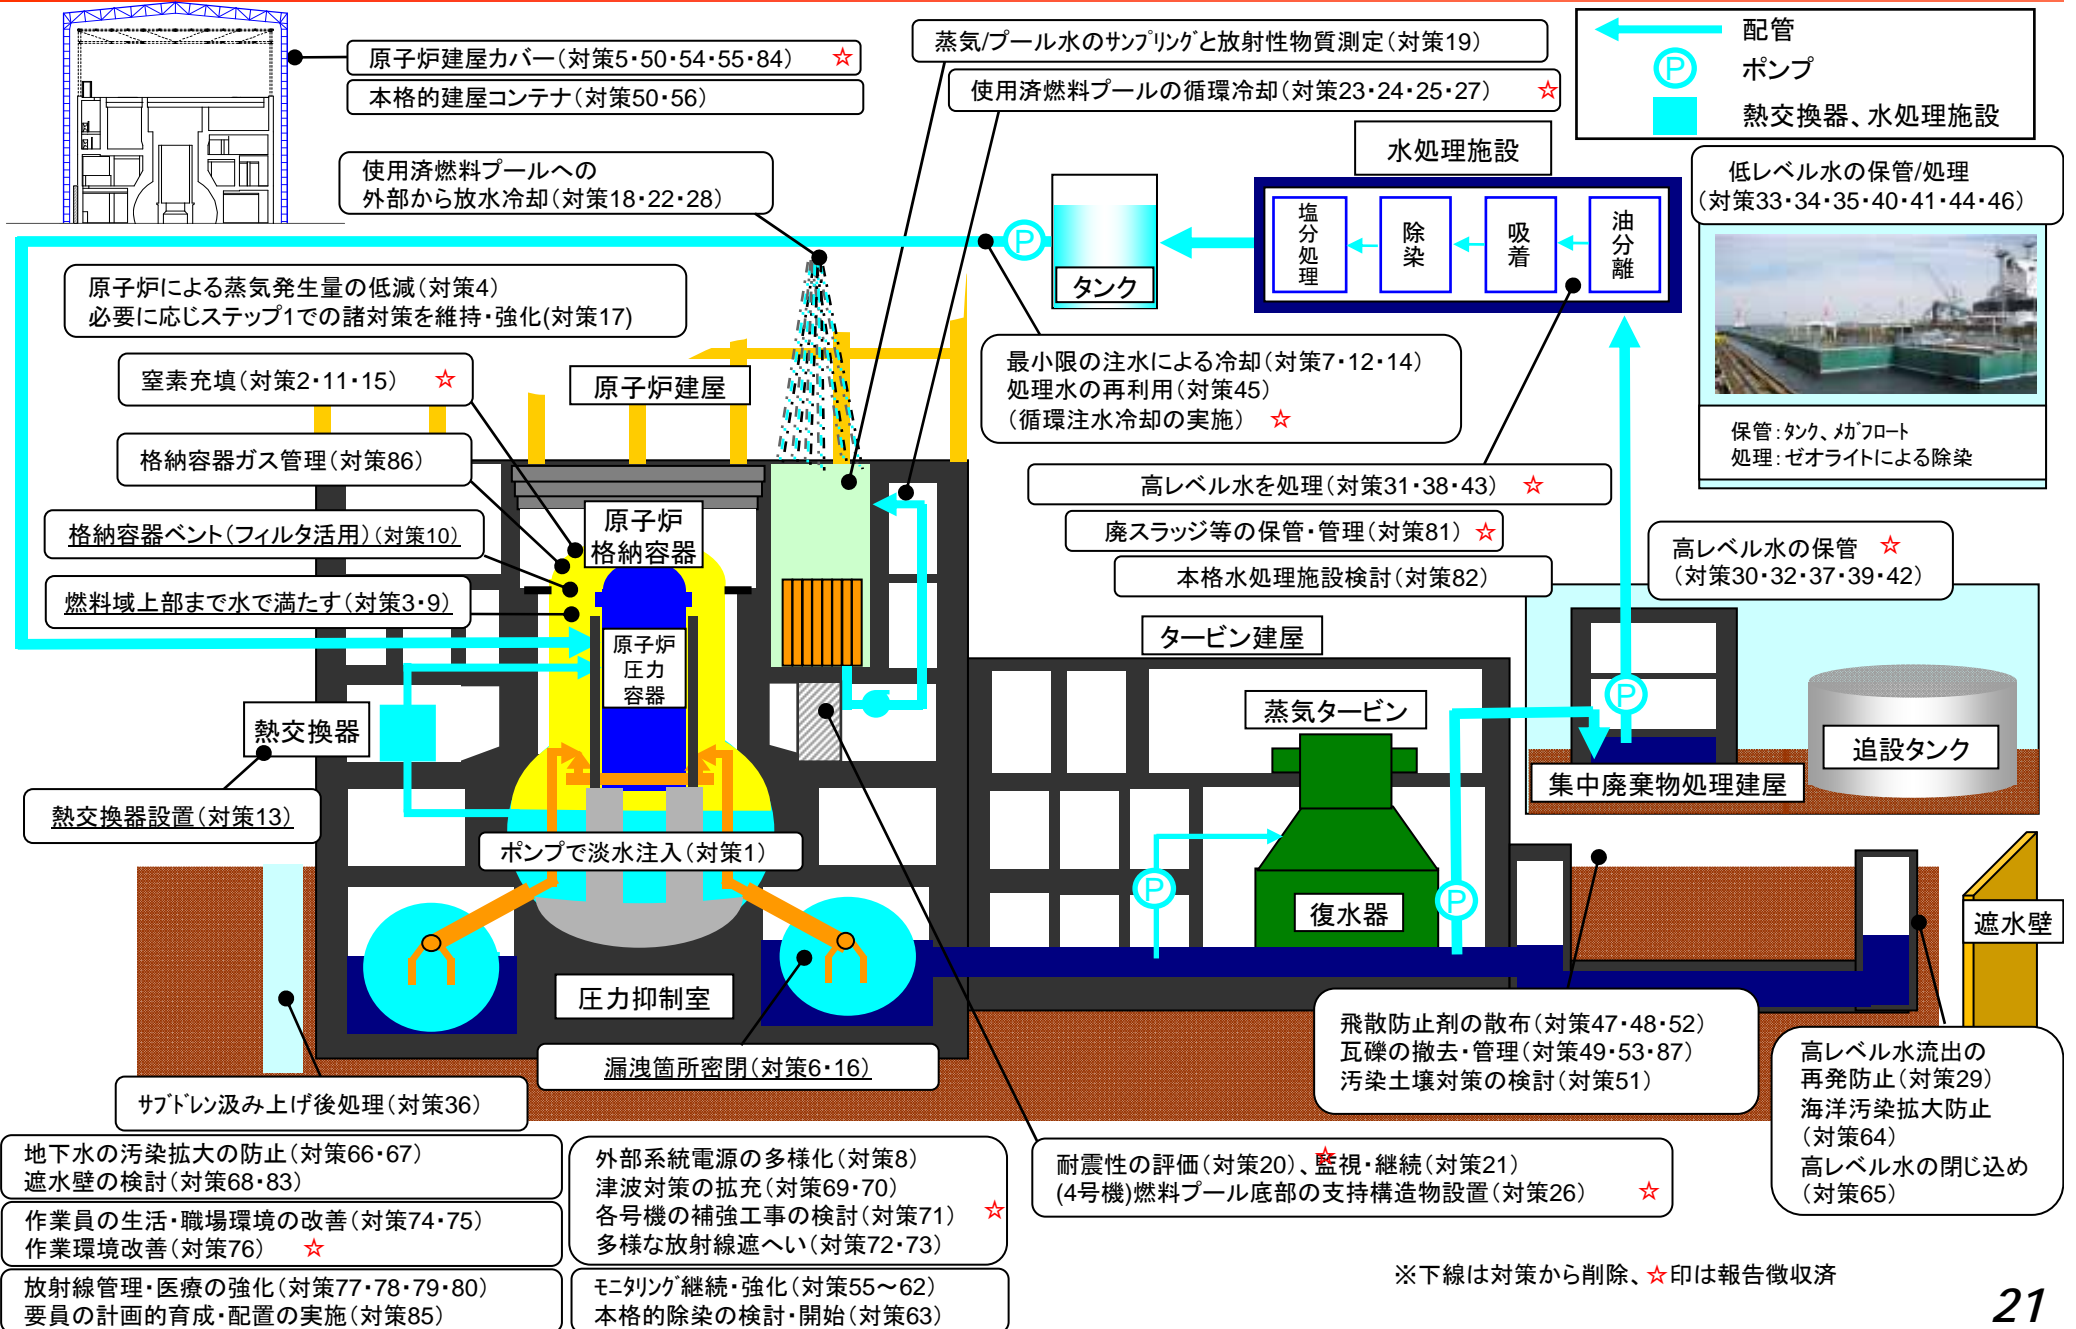 原子炉建屋カバー(対策5・50・54・55・84) ☆
本格的建屋コンテナ(対策50・56)
蒸気/プール水のサンプリングと放射性物質測定(対策19)
使用済燃料プールの循環冷却(対策23・24・25・27) ☆
配管
P ポンプ
熱交換器、水処理施設
使用済燃料プールへの
外部から放水冷却(対策18・22・28)
水処理施設
塩分処理
除染
吸着
油分離
低レベル水の保管/処理
(対策33・34・35・40・41・44・46)
P
タンク
原子炉による蒸気発生量の低減(対策4)
必要に応じステップ1での諸対策を維持・強化(対策17)
最小限の注水による冷却(対策7・12・14)
処理水の再利用(対策45)
(循環注水冷却の実施) ☆
窒素充填(対策2・11・15) ☆
原子炉建屋
保管:タンク、メガフロート
処理:ゼオライトによる除染
格納容器ガス管理(対策86)
高レベル水を処理(対策31・38・43) ☆
格納容器ベント(フィルタ活用)(対策10)
原子炉
格納容器
廃スラッジ等の保管・管理(対策81) ☆
高レベル水の保管 ☆
(対策30・32・37・39・42)
本格水処理施設検討(対策82)
燃料域上部まで水で満たす(対策3・9)
原子炉
圧力
容器
タービン建屋
P
熱交換器
蒸気タービン
追設タンク
集中廃棄物処理建屋
熱交換器設置(対策13)
ポンプで淡水注入(対策1)
P
P
復水器
遮水壁
圧力抑制室
飛散防止剤の散布(対策47・48・52)
瓦礫の撤去・管理(対策49・53・87)
汚染土壌対策の検討(対策51)
漏洩箇所密閉(対策6・16)
高レベル水流出の
再発防止(対策29)
海洋汚染拡大防止
(対策64)
高レベル水の閉じ込め
(対策65)
サブドレン汲み上げ後処理(対策36)
地下水の汚染拡大の防止(対策66・67)
遮水壁の検討(対策68・83)
外部系統電源の多様化(対策8)
津波対策の拡充(対策69・70)
各号機の補強工事の検討(対策71) ☆
多様な放射線遮へい(対策72・73)
耐震性の評価(対策20)、監視・継続(対策21) ☆
(4号機)燃料プール底部の支持構造物設置(対策26) ☆
作業員の生活・職場環境の改善(対策74・75)
作業環境改善(対策76) ☆
放射線管理・医療の強化(対策77・78・79・80)
要員の計画的育成・配置の実施(対策85)
モニタリング継続・強化(対策55～62)
本格的除染の検討・開始(対策63)
※下線は対策から削除、☆印は報告徴収済
21